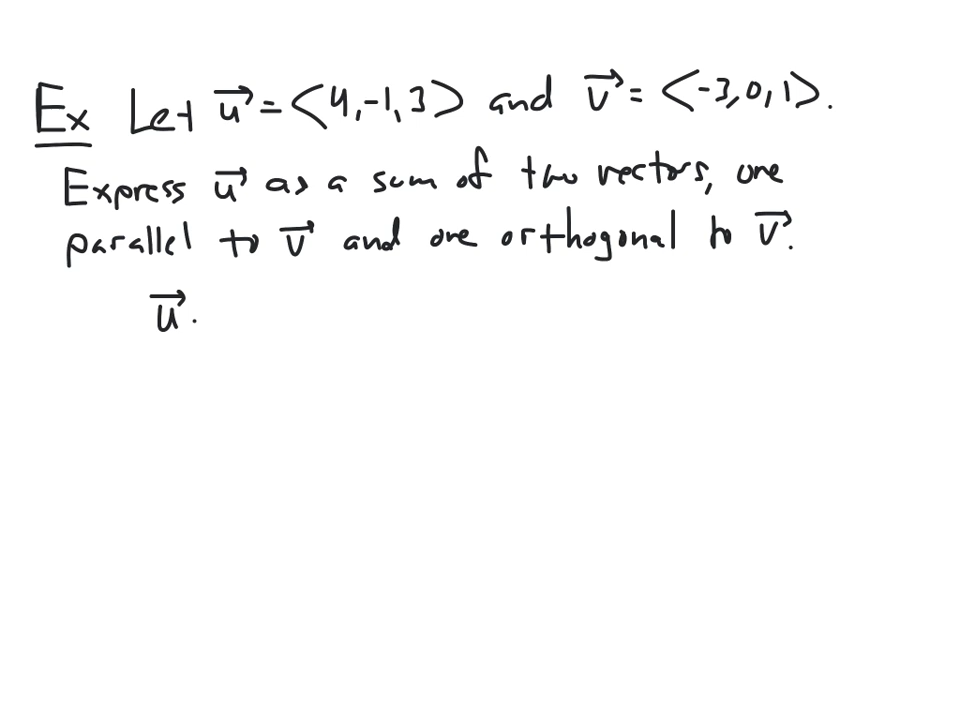 Ex Let u⃗ = <4,-1,3> and v⃗ = <-3,0,1>.
Express u⃗ as a sum of two vectors, one
parallel to v⃗ and one orthogonal to v⃗.
u⃗.